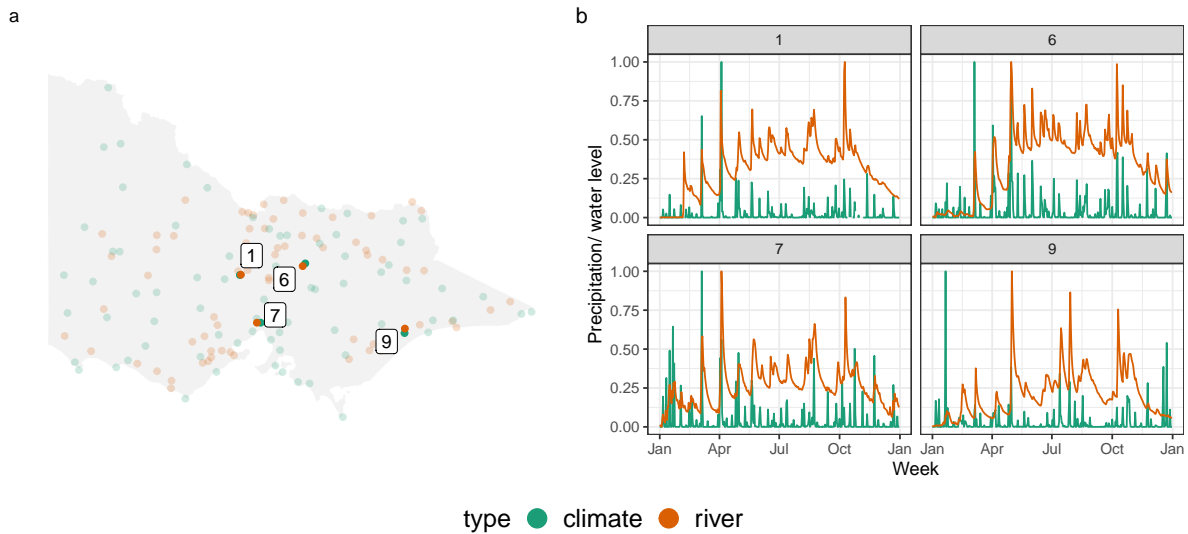 a
1
6
7
9
b
Precipitation/ water level
1
6
1.00
0.75
0.50
0.25
0.00
7
9
1.00
0.75
0.50
0.25
0.00
Jan Apr Jul Oct Jan
Jan Apr Jul Oct Jan
Week
type climate river